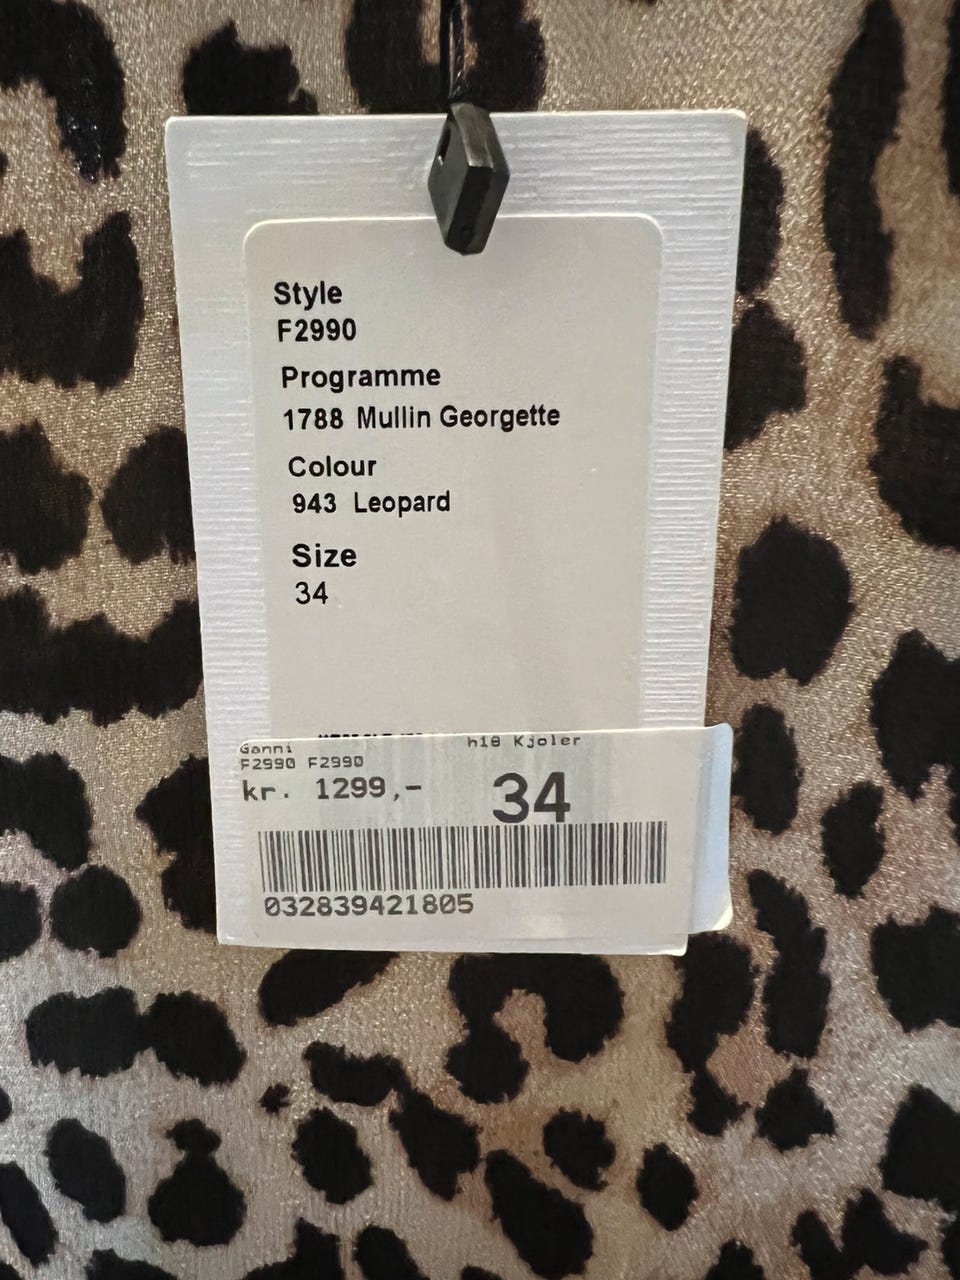 Style
F2990
Programme
1788 Mullin Georgette
Colour
943 Leopard
Size
34
Ganni h18 Kjoler
F2990 F2990
kr. 1299,- 34
032839421805